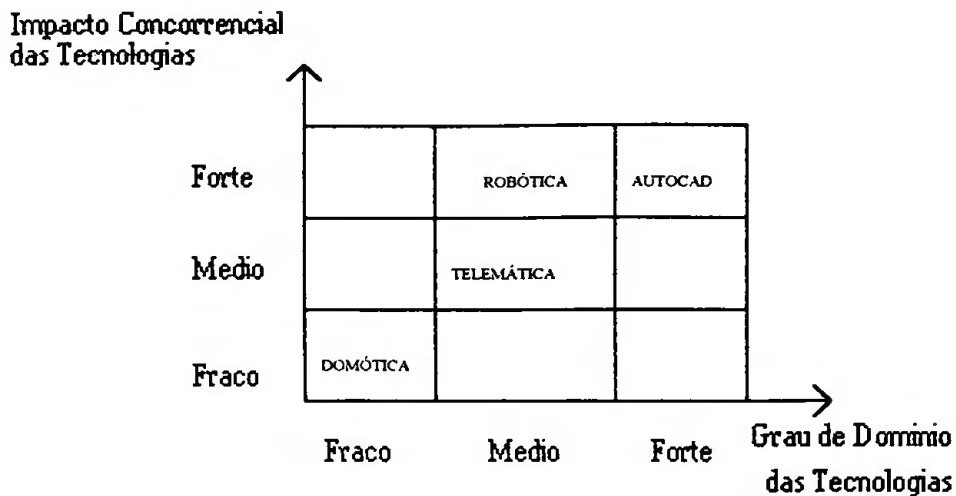 Impacto Concorrencial
das Tecnologias
Forte
ROBÓTICA
AUTOCAD
Medio
TELEMÁTICA
Fraco
DOMÓTICA
Fraco
Medio
Forte
Grau de Dominio
das Tecnologias